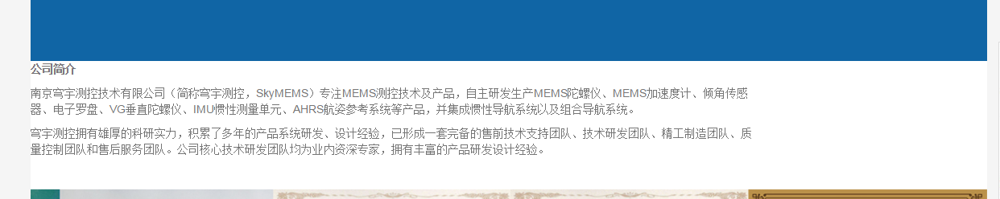 公司简介
南京穹宇测控技术有限公司（简称穹宇测控，SkyMEMS）专注MEMS测控技术及产品，自主研发生产MEMS陀螺仪、MEMS加速度计、倾角传感
器、电子罗盘、VG垂直陀螺仪、IMU惯性测量单元、AHRS航姿参考系统等产品，并集成惯性导航系统以及组合导航系统。
穹宇测控拥有雄厚的科研实力，积累了多年的产品系统研发、设计经验，已形成一套完备的售前技术支持团队、技术研发团队、精工制造团队、质
量控制团队和售后服务团队。公司核心技术研发团队均为业内资深专家，拥有丰富的产品研发设计经验。